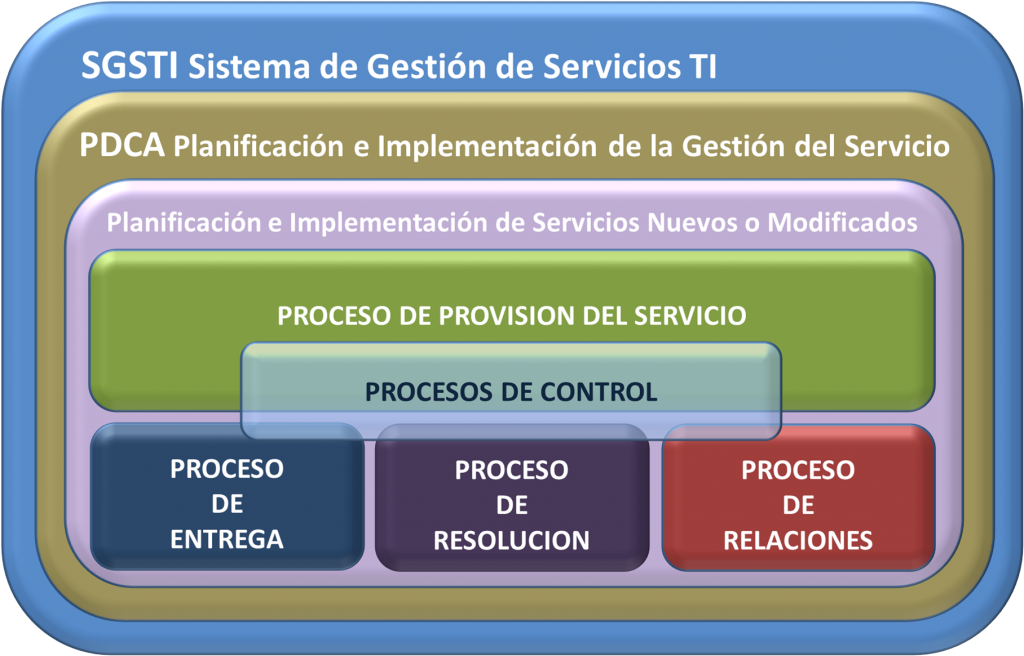 SGSTI Sistema de Gestión de Servicios TI
PDCA Planificación e Implementación de la Gestión del Servicio
Planificación e Implementación de Servicios Nuevos o Modificados
PROCESO DE PROVISION DEL SERVICIO
PROCESOS DE CONTROL
PROCESO
DE
ENTREGA
PROCESO
DE
RESOLUCION
PROCESO
DE
RELACIONES